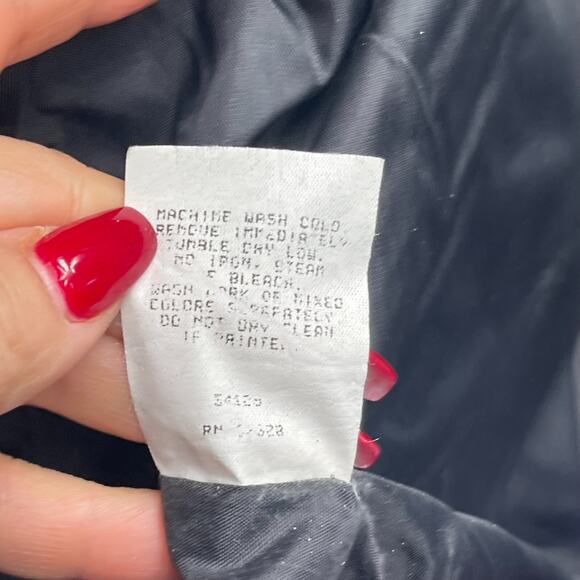 MACHINE WASH COLD
REMOVE IMMEDIATELY
TUMBLE DRY LOW.
NO IRON, STEAM
& BLEACH.
WASH DARK OR MIXED
COLORS SEPERATELY
DO NOT DRY CLEAN
IF PRINTED.
RN